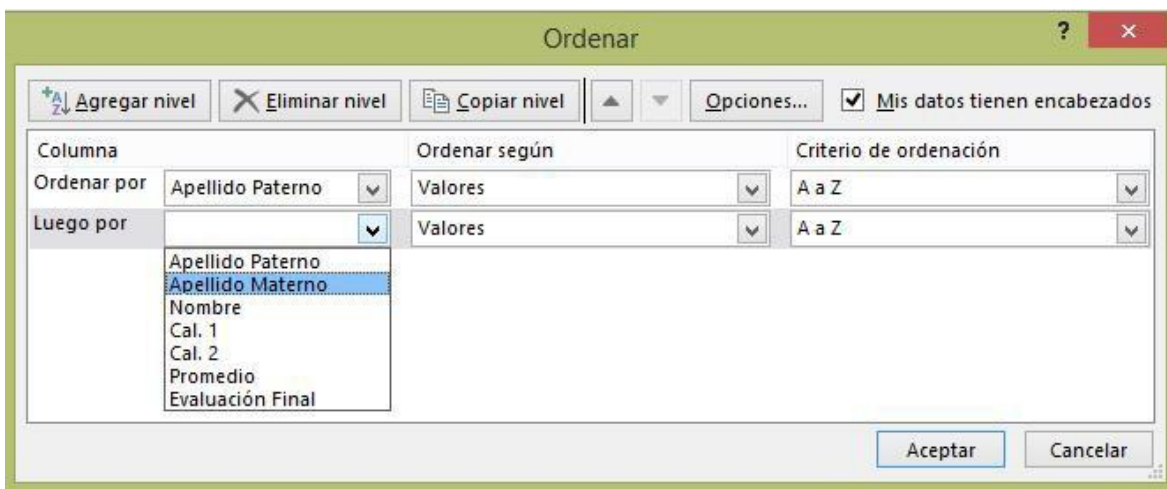 Ordenar
?
Agregar nivel Eliminar nivel Copiar nivel Opciones... Mis datos tienen encabezados
Columna Ordenar según Criterio de ordenación
Ordenar por Apellido Paterno Valores A a Z
Luego por Valores A a Z
Apellido Paterno
Apellido Materno
Nombre
Cal. 1
Cal. 2
Promedio
Evaluación Final
Aceptar Cancelar